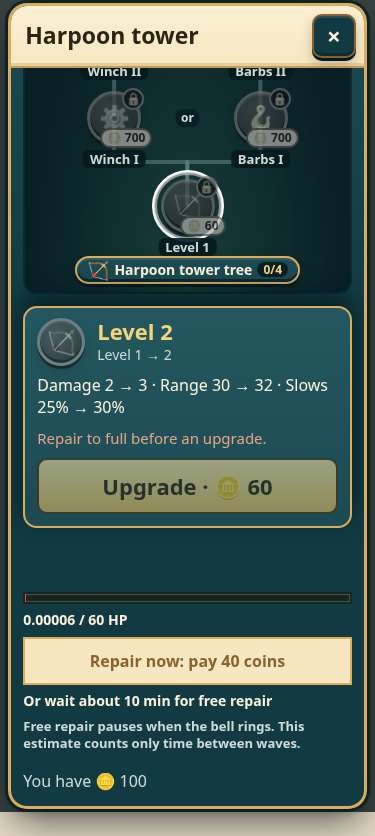 Harpoon tower
×
Winch II
Barbs II
or
700
700
Winch I
Barbs I
60
Level 1
Harpoon tower tree 0/4
Level 2
Level 1 → 2
Damage 2 → 3 · Range 30 → 32 · Slows
25% → 30%
Repair to full before an upgrade.
Upgrade · 🪙 60
0.00006 / 60 HP
Repair now: pay 40 coins
Or wait about 10 min for free repair
Free repair pauses when the bell rings. This
estimate counts only time between waves.
You have 🪙 100